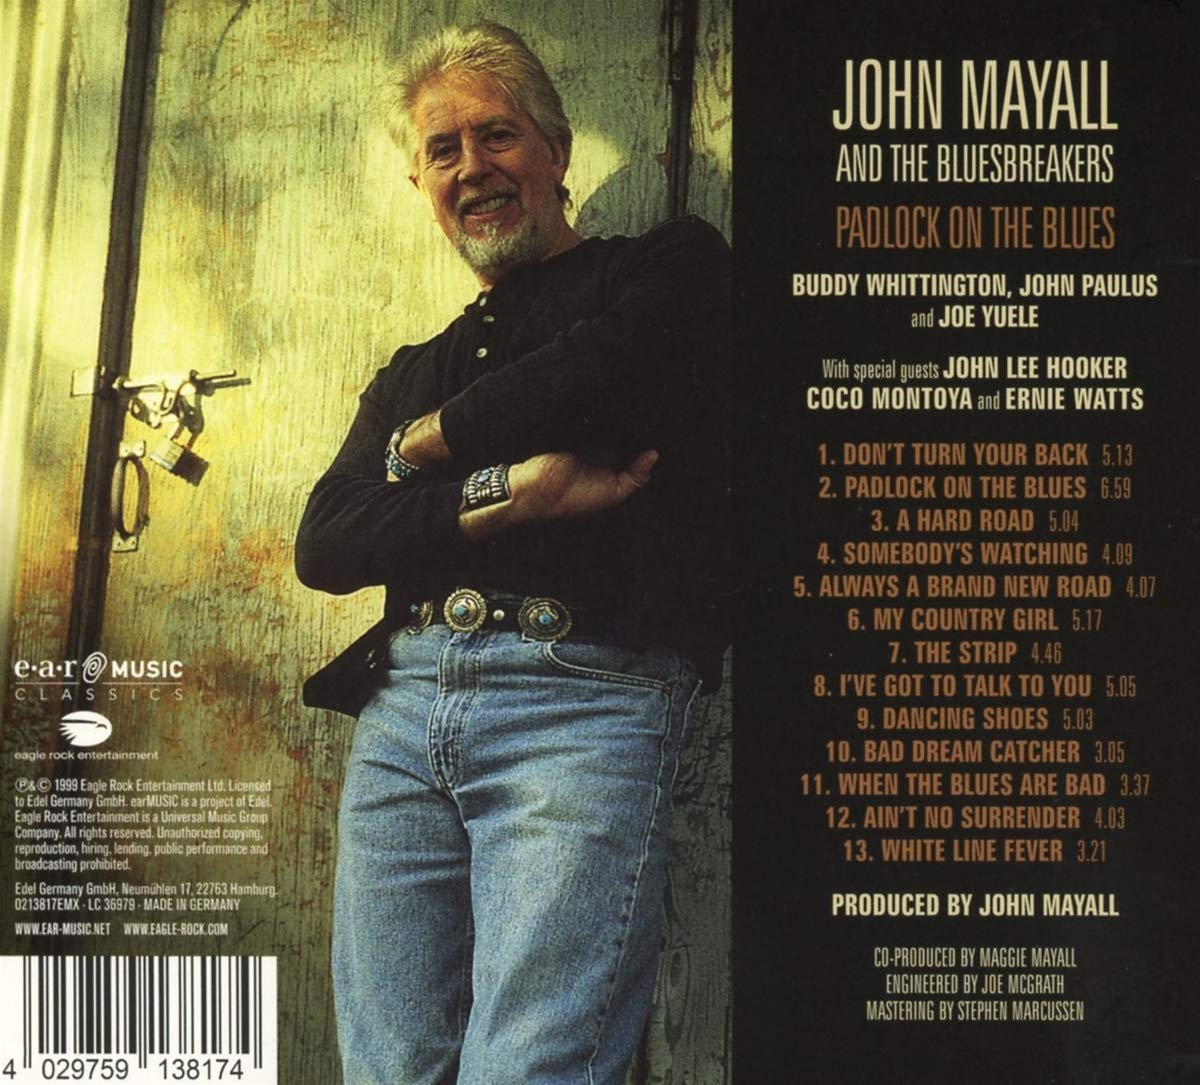 JOHN MAYALL
AND THE BLUESBREAKERS
PADLOCK ON THE BLUES
BUDDY WHITTINGTON, JOHN PAULUS
and JOE YUELE
With special guests JOHN LEE HOOKER
COCO MONTOYA and ERNIE WATTS
1. DON'T TURN YOUR BACK 5.13
2. PADLOCK ON THE BLUES 6.59
3. A HARD ROAD 5.04
4. SOMEBODY'S WATCHING 4.09
5. ALWAYS A BRAND NEW ROAD 4.07
6. MY COUNTRY GIRL 5.17
7. THE STRIP 4.46
8. I'VE GOT TO TALK TO YOU 5.05
9. DANCING SHOES 5.03
10. BAD DREAM CATCHER 3.05
11. WHEN THE BLUES ARE BAD 3.37
12. AIN'T NO SURRENDER 4.03
13. WHITE LINE FEVER 3.21
PRODUCED BY JOHN MAYALL
CO-PRODUCED BY MAGGIE MAYALL
ENGINEERED BY JOE MCGRATH
MASTERING BY STEPHEN MARCUSSEN
e·a·r MUSIC
CLASSICS
eagle rock entertainment
℗&© 1999 Eagle Rock Entertainment Ltd. Licensed
to Edel Germany GmbH. earMUSIC is a project of Edel.
Eagle Rock Entertainment is a Universal Music Group
Company. All rights reserved. Unauthorized copying,
reproduction, hiring, lending, public performance and
broadcasting prohibited.
Edel Germany GmbH, Neumühlen 17, 22763 Hamburg.
0213817EMX · LC 36979 · MADE IN GERMANY
WWW.EAR-MUSIC.NET WWW.EAGLE-ROCK.COM
4 029759 138174